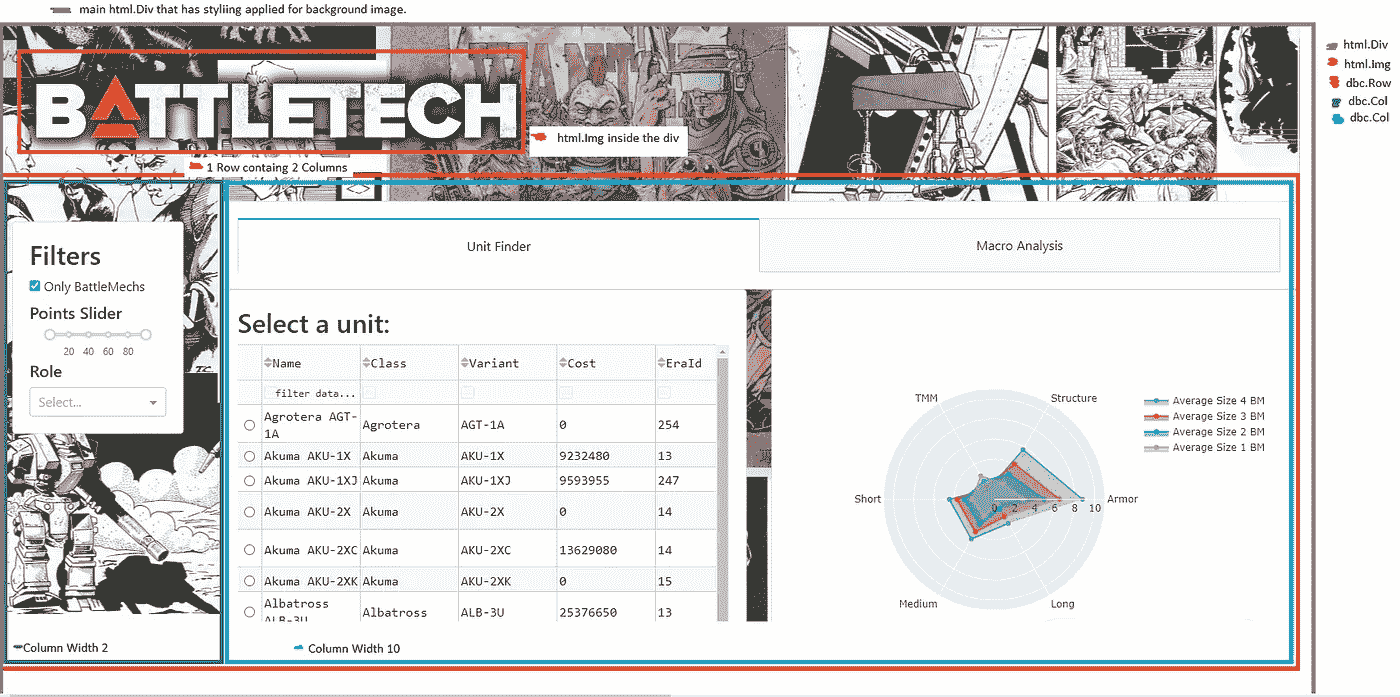 main html.Div that has styliing applied for background image.
html.Div
html.Img
dbc.Row
dbc.Col
dbc.Col
BATTLETECH
html.Img inside the div
1 Row containg 2 Columns
Unit Finder
Macro Analysis
Filters
Only BattleMechs
Points Slider
20 40 60 80
Role
Select...
Select a unit:
Name Class Variant Cost EraId
filter data...
Agrotera AGT-
1A Agrotera AGT-1A 0 254
Akuma AKU-1X Akuma AKU-1X 9232480 13
Akuma AKU-1XJ Akuma AKU-1XJ 9593955 247
Akuma AKU-2X Akuma AKU-2X 0 14
Akuma AKU-2XC Akuma AKU-2XC 13629080 14
Akuma AKU-2XK Akuma AKU-2XK 0 15
Albatross
ALB-3U Albatross ALB-3U 25376650 13
TMM
Structure
Short
Armor
0 2 4 6 8 10
Medium
Long
Average Size 4 BM
Average Size 3 BM
Average Size 2 BM
Average Size 1 BM
Column Width 2
Column Width 10